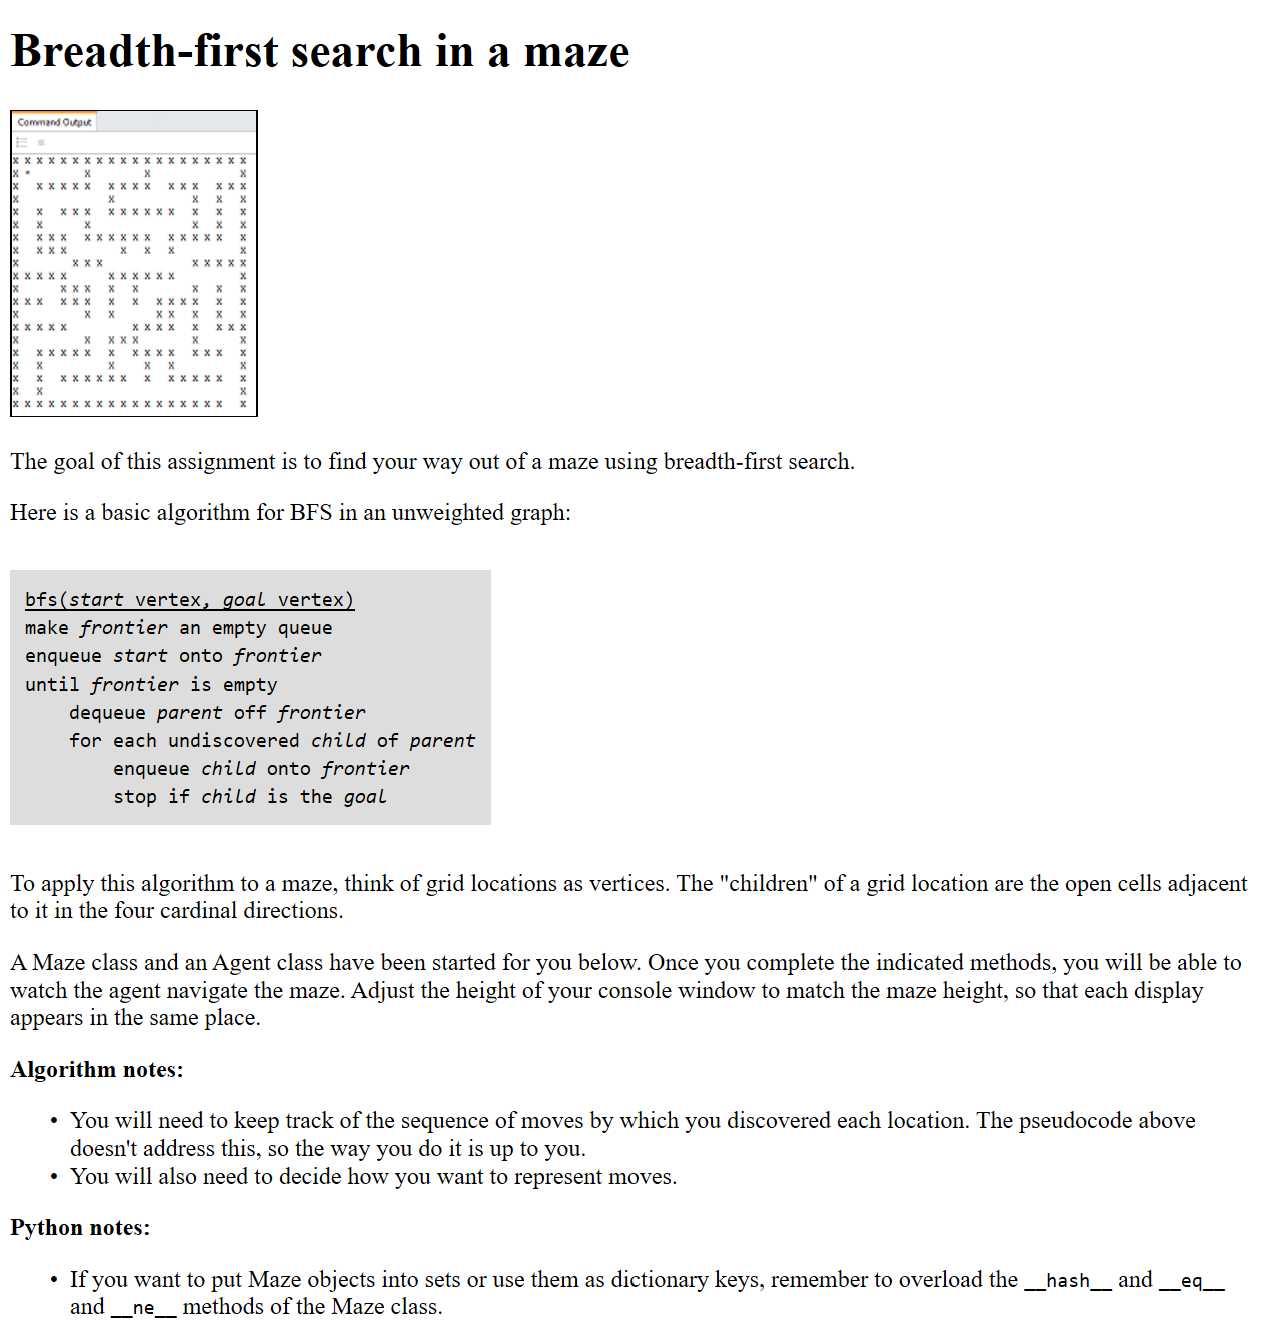 Breadth-first search in a maze
Command Output
X X X X X X X X X X X X X X X X X X X X
X *         X         X               X
X   X X X X X   X X X X   X X X   X X X
X               X             X   X   X
X   X   X X X   X X X X X X   X   X   X
X   X       X                 X   X   X
X   X X X   X X X X X X   X X X X X   X
X   X X X         X   X   X           X
X         X X X               X X X X X
X X X X X       X X X X X X           X
X       X X X   X   X         X   X   X
X X X   X X X   X   X   X X X X   X   X
X           X   X       X X   X   X   X
X X X X X           X X X X   X   X X X
X           X   X X X         X       X
X   X X X X X   X   X X X X   X X X   X
X   X           X     X   X           X
X   X   X X X X X X   X   X X X X X   X
X   X                                 X
X X X X X X X X X X X X X X X X X X   X
The goal of this assignment is to find your way out of a maze using breadth-first search.
Here is a basic algorithm for BFS in an unweighted graph:
bfs(start vertex, goal vertex)
make frontier an empty queue
enqueue start onto frontier
until frontier is empty
    dequeue parent off frontier
    for each undiscovered child of parent
        enqueue child onto frontier
        stop if child is the goal
To apply this algorithm to a maze, think of grid locations as vertices. The "children" of a grid location are the open cells adjacent
to it in the four cardinal directions.
A Maze class and an Agent class have been started for you below. Once you complete the indicated methods, you will be able to
watch the agent navigate the maze. Adjust the height of your console window to match the maze height, so that each display
appears in the same place.
Algorithm notes:
• You will need to keep track of the sequence of moves by which you discovered each location. The pseudocode above
doesn't address this, so the way you do it is up to you.
• You will also need to decide how you want to represent moves.
Python notes:
• If you want to put Maze objects into sets or use them as dictionary keys, remember to overload the __hash__ and __eq__
and __ne__ methods of the Maze class.